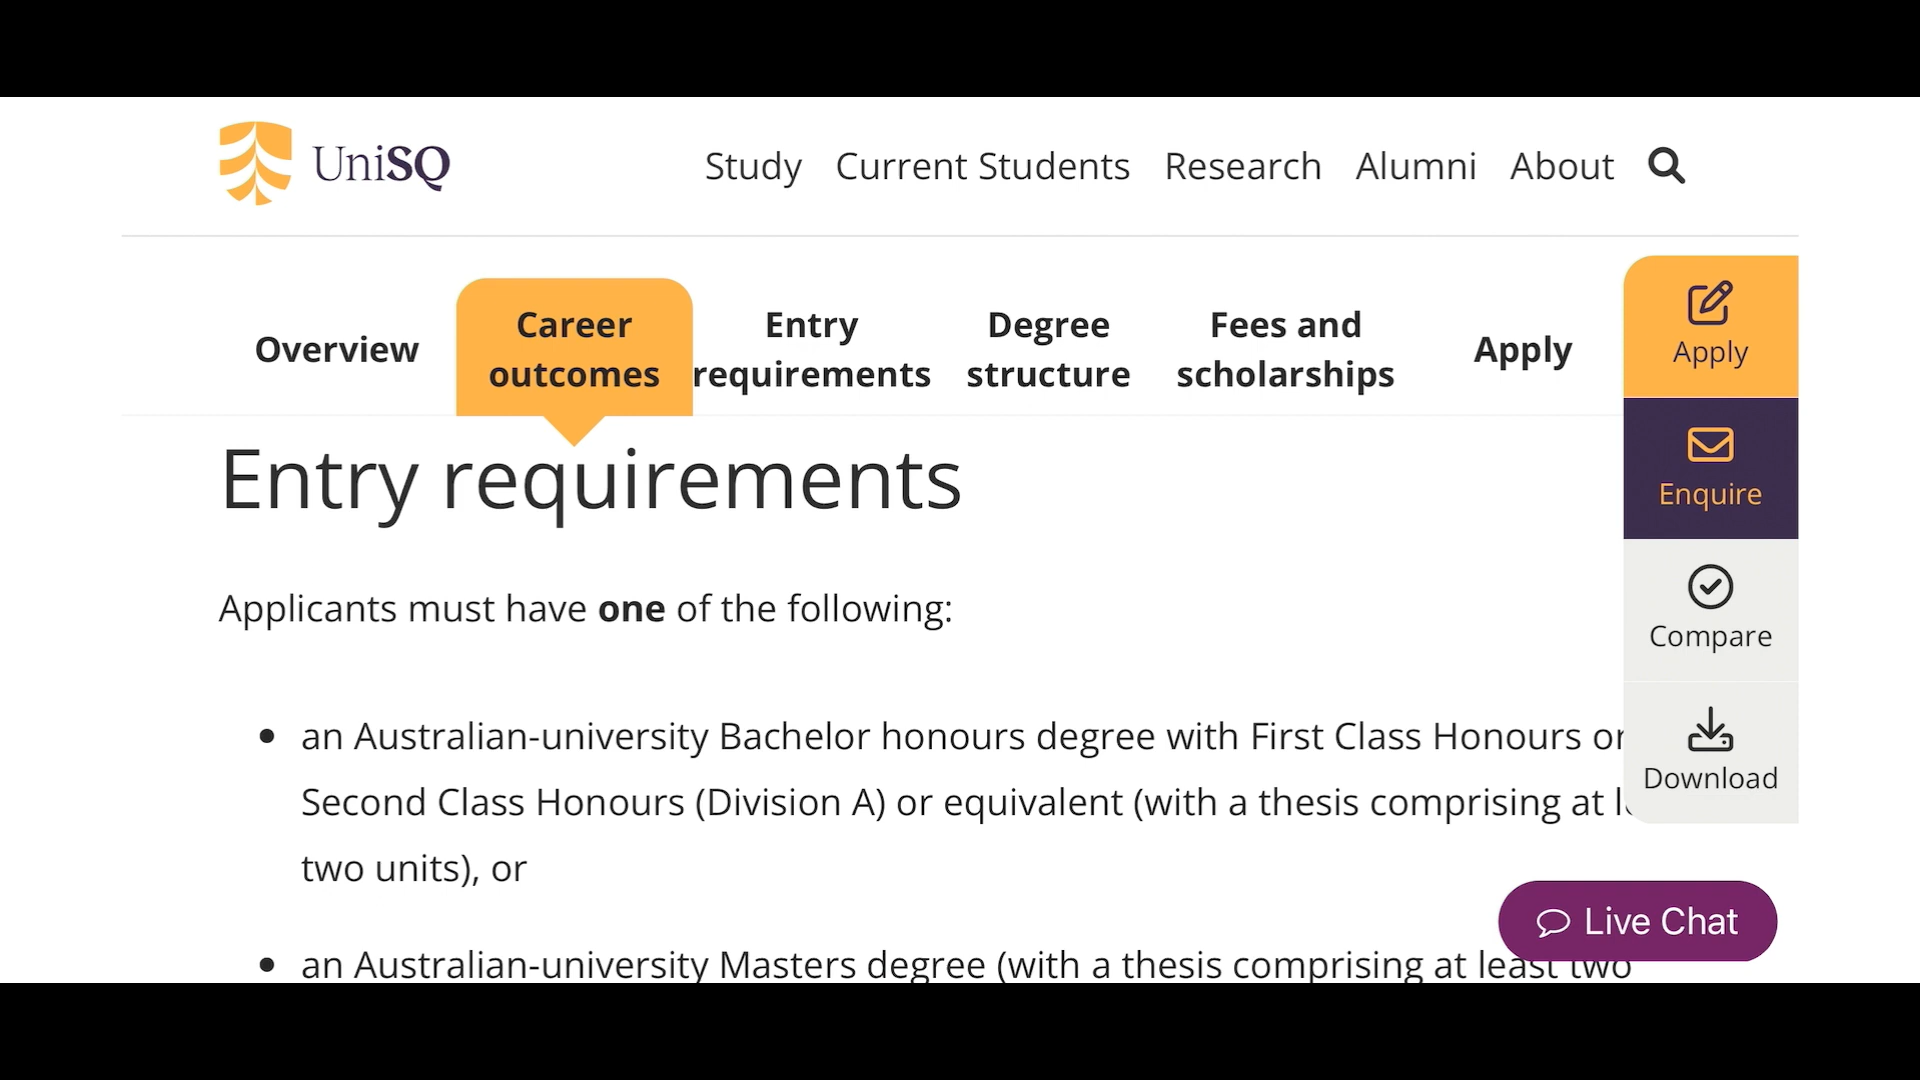 UniSQ
Study Current Students Research Alumni About
Overview
Career
outcomes
Entry
requirements
Degree
structure
Fees and
scholarships
Apply
Apply
Enquire
Compare
Download
Entry requirements
Applicants must have one of the following:
• an Australian-university Bachelor honours degree with First Class Honours or
Second Class Honours (Division A) or equivalent (with a thesis comprising at
two units), or
• an Australian-university Masters degree (with a thesis comprising at least two
Live Chat